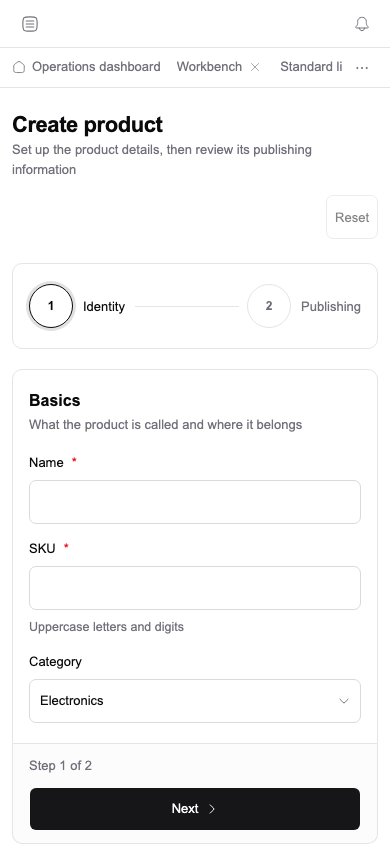 Operations dashboard Workbench Standard li
Create product
Set up the product details, then review its publishing
information
Reset
1 Identity 2 Publishing
Basics
What the product is called and where it belongs
Name *
SKU *
Uppercase letters and digits
Category
Electronics
Step 1 of 2
Next